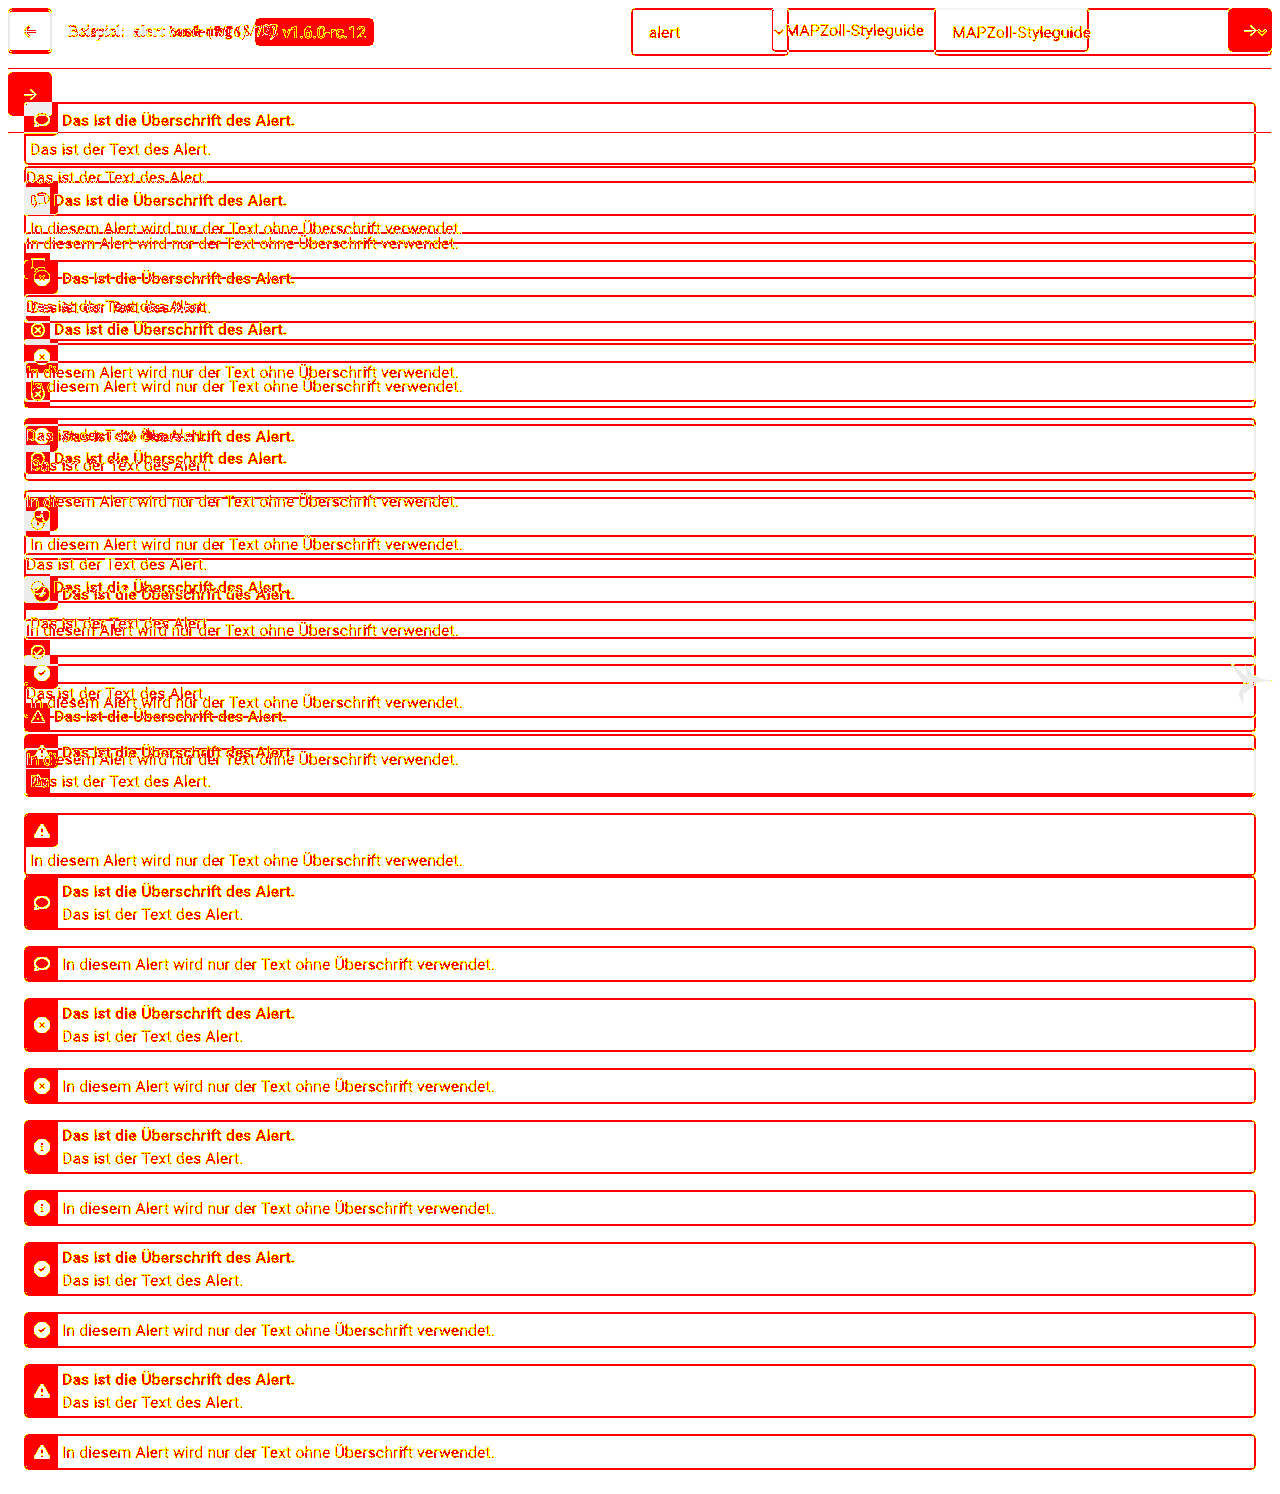 Beispiel: alert v1.6.0-rc.12 alert MAPZoll-Styleguide MAPZoll-Styleguide
Das ist die Überschrift des Alert.
Das ist der Text des Alert.
Das ist der Text des Alert.
Das ist die Überschrift des Alert.
In diesem Alert wird nur der Text ohne Überschrift verwendet.
In diesem Alert wird nur der Text ohne Überschrift verwendet.
Das ist die Überschrift des Alert.
Das ist der Text des Alert.
Das ist die Überschrift des Alert.
In diesem Alert wird nur der Text ohne Überschrift verwendet.
In diesem Alert wird nur der Text ohne Überschrift verwendet.
Das ist die Überschrift des Alert.
Das ist die Überschrift des Alert.
Das ist der Text des Alert.
In diesem Alert wird nur der Text ohne Überschrift verwendet.
In diesem Alert wird nur der Text ohne Überschrift verwendet.
Das ist der Text des Alert.
Das ist die Überschrift des Alert.
Das ist die Überschrift des Alert.
Das ist der Text des Alert.
In diesem Alert wird nur der Text ohne Überschrift verwendet.
Das ist der Text des Alert.
In diesem Alert wird nur der Text ohne Überschrift verwendet.
Das ist die Überschrift des Alert.
Das ist die Überschrift des Alert.
In diesem Alert wird nur der Text ohne Überschrift verwendet.
Das ist der Text des Alert.
In diesem Alert wird nur der Text ohne Überschrift verwendet.
Das ist die Überschrift des Alert.
Das ist der Text des Alert.
In diesem Alert wird nur der Text ohne Überschrift verwendet.
Das ist die Überschrift des Alert.
Das ist der Text des Alert.
In diesem Alert wird nur der Text ohne Überschrift verwendet.
Das ist die Überschrift des Alert.
Das ist der Text des Alert.
In diesem Alert wird nur der Text ohne Überschrift verwendet.
Das ist die Überschrift des Alert.
Das ist der Text des Alert.
In diesem Alert wird nur der Text ohne Überschrift verwendet.
Das ist die Überschrift des Alert.
Das ist der Text des Alert.
In diesem Alert wird nur der Text ohne Überschrift verwendet.